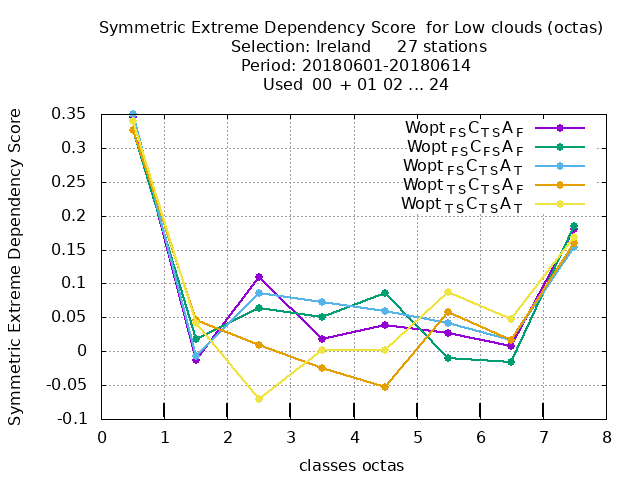 Symmetric Extreme Dependency Score  for Low clouds (octas)
Selection: Ireland     27 stations
Period: 20180601-20180614
Used  00 + 01 02 ... 24
Symmetric Extreme Dependency Score
0.35
0.3
0.25
0.2
0.15
0.1
0.05
0
-0.05
-0.1
Wopt FS C TS A F
Wopt FS C FS A F
Wopt FS C TS A T
Wopt TS C TS A F
Wopt TS C TS A T
0 1 2 3 4 5 6 7 8
classes octas